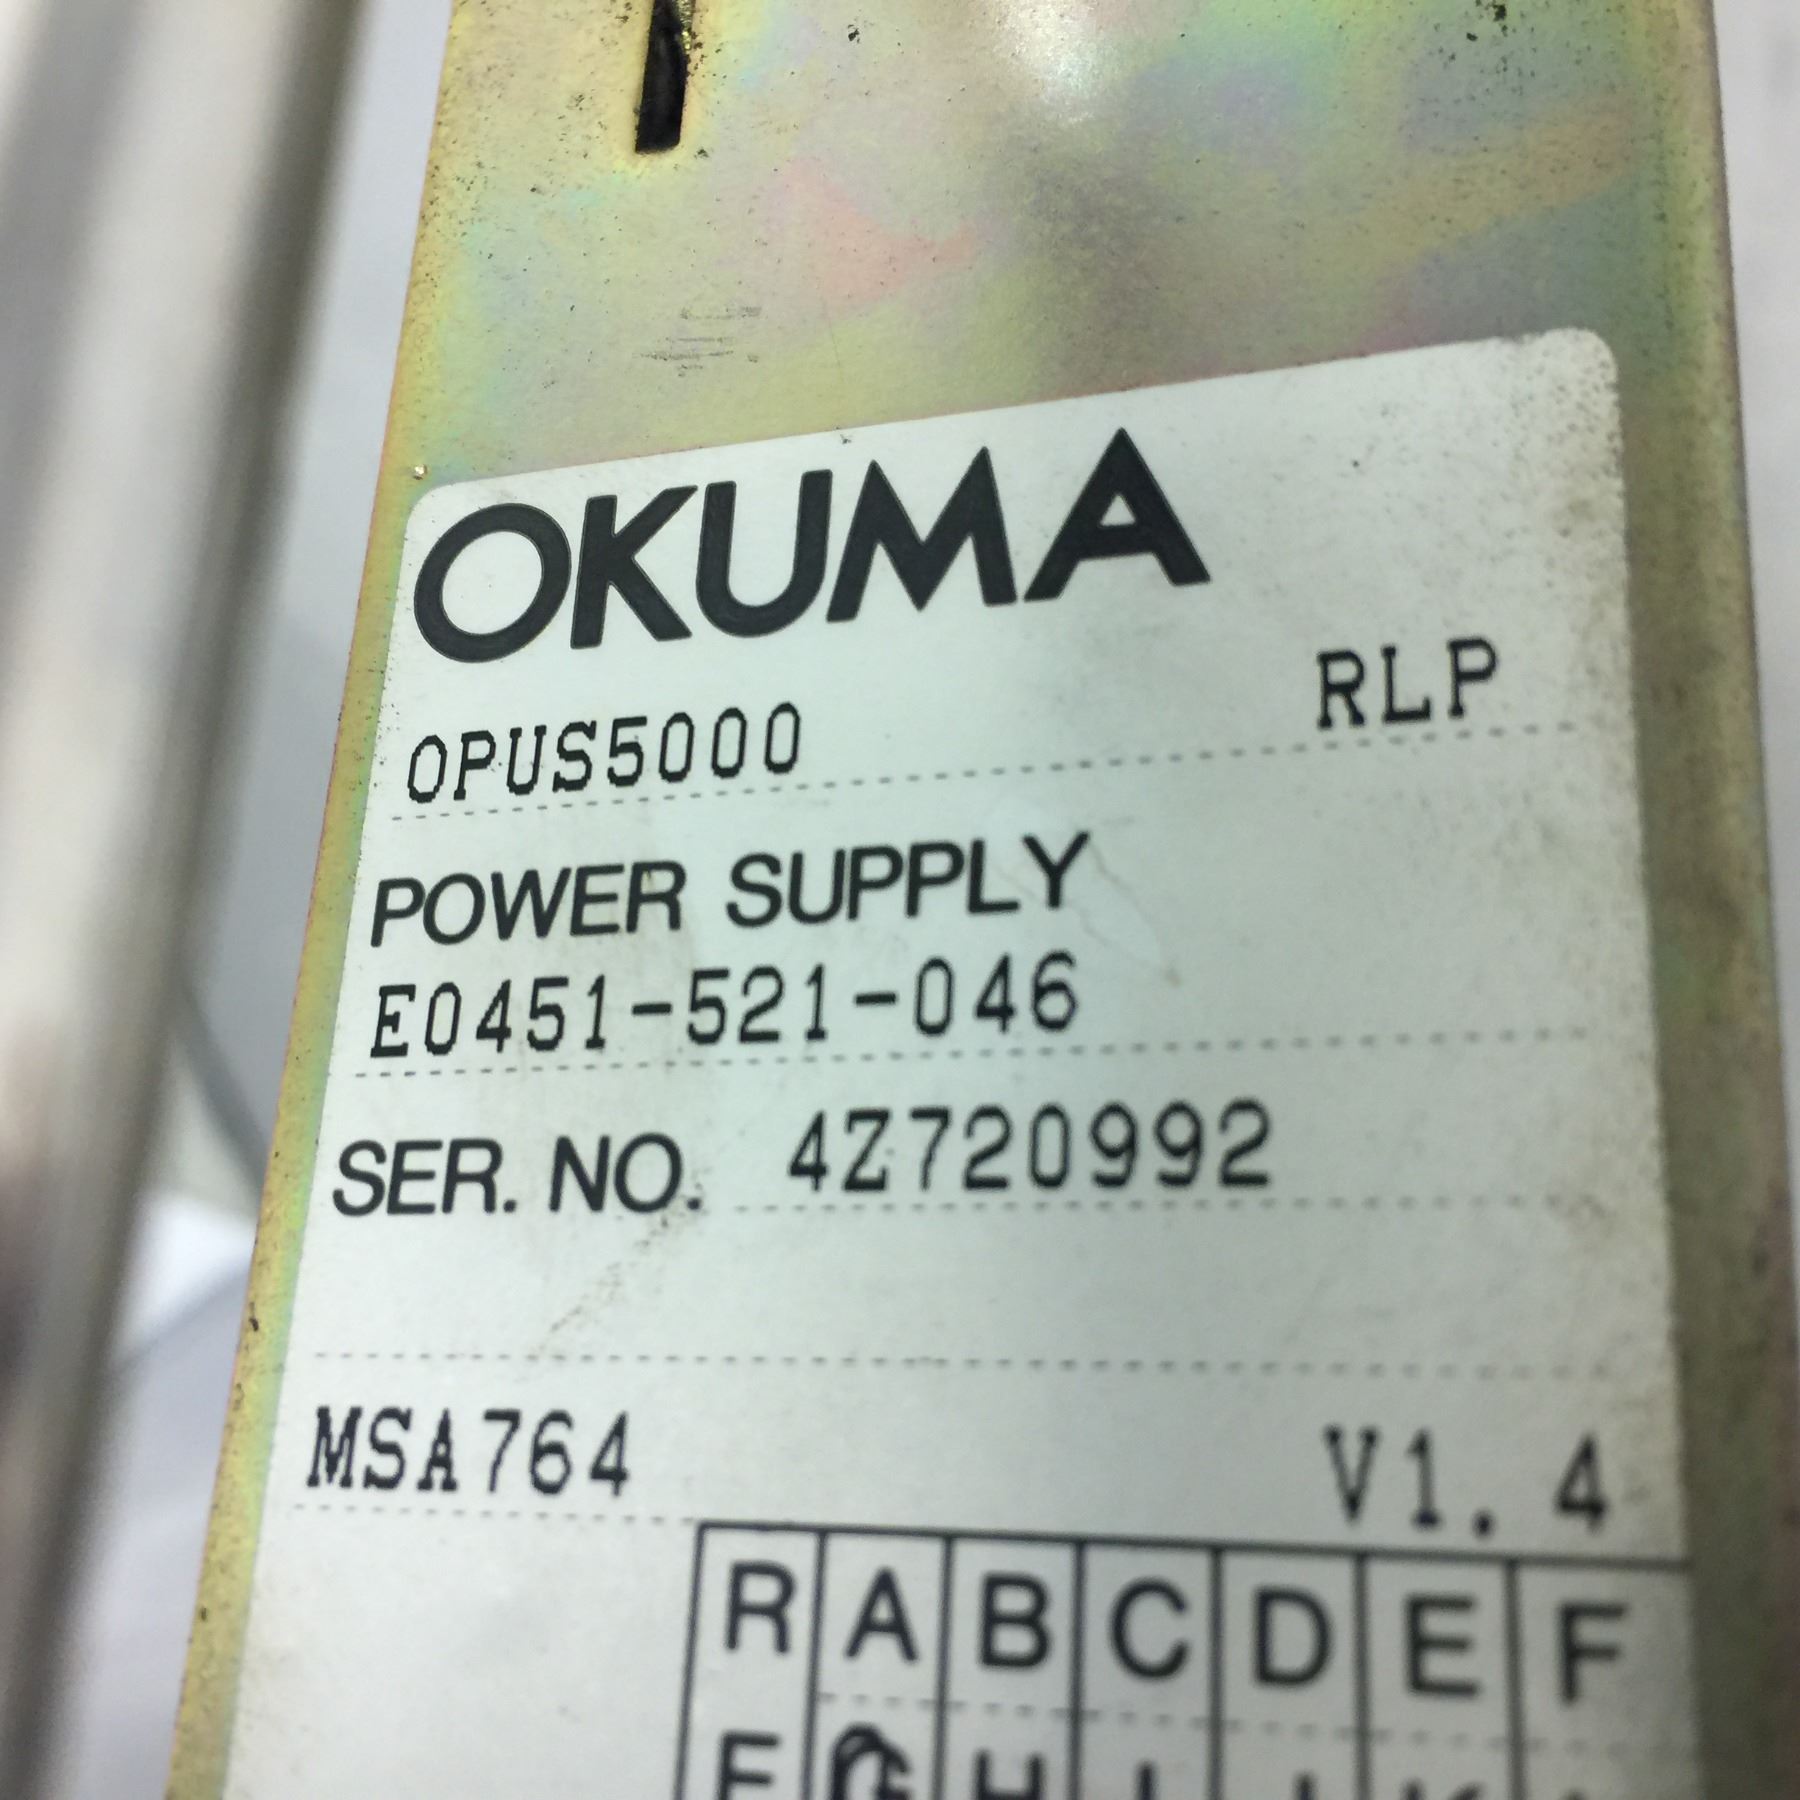 OKUMA
OPUS5000 RLP
POWER SUPPLY
E0451-521-046
SER. NO. 4Z720992
MSA764 V1.4
R A B C D E F
E G H I J K